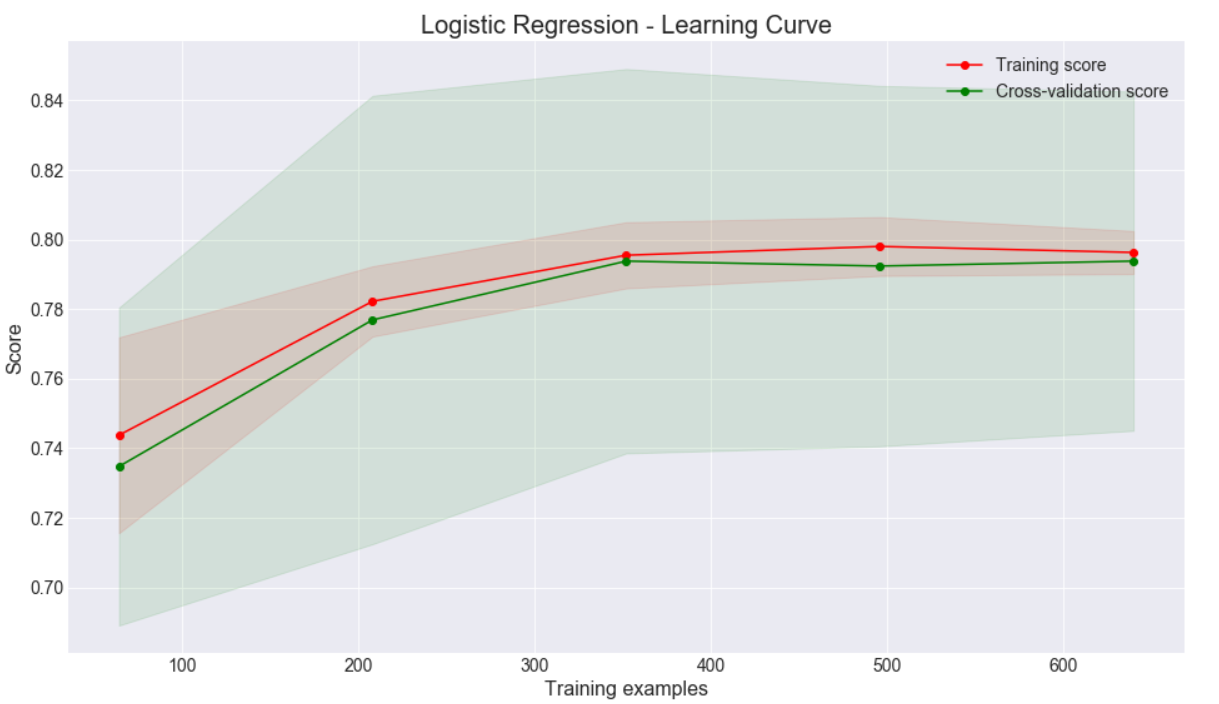 Logistic Regression - Learning Curve
Training score
Cross-validation score
0.84
0.82
0.80
0.78
0.76
0.74
0.72
0.70
Score
100 200 300 400 500 600
Training examples